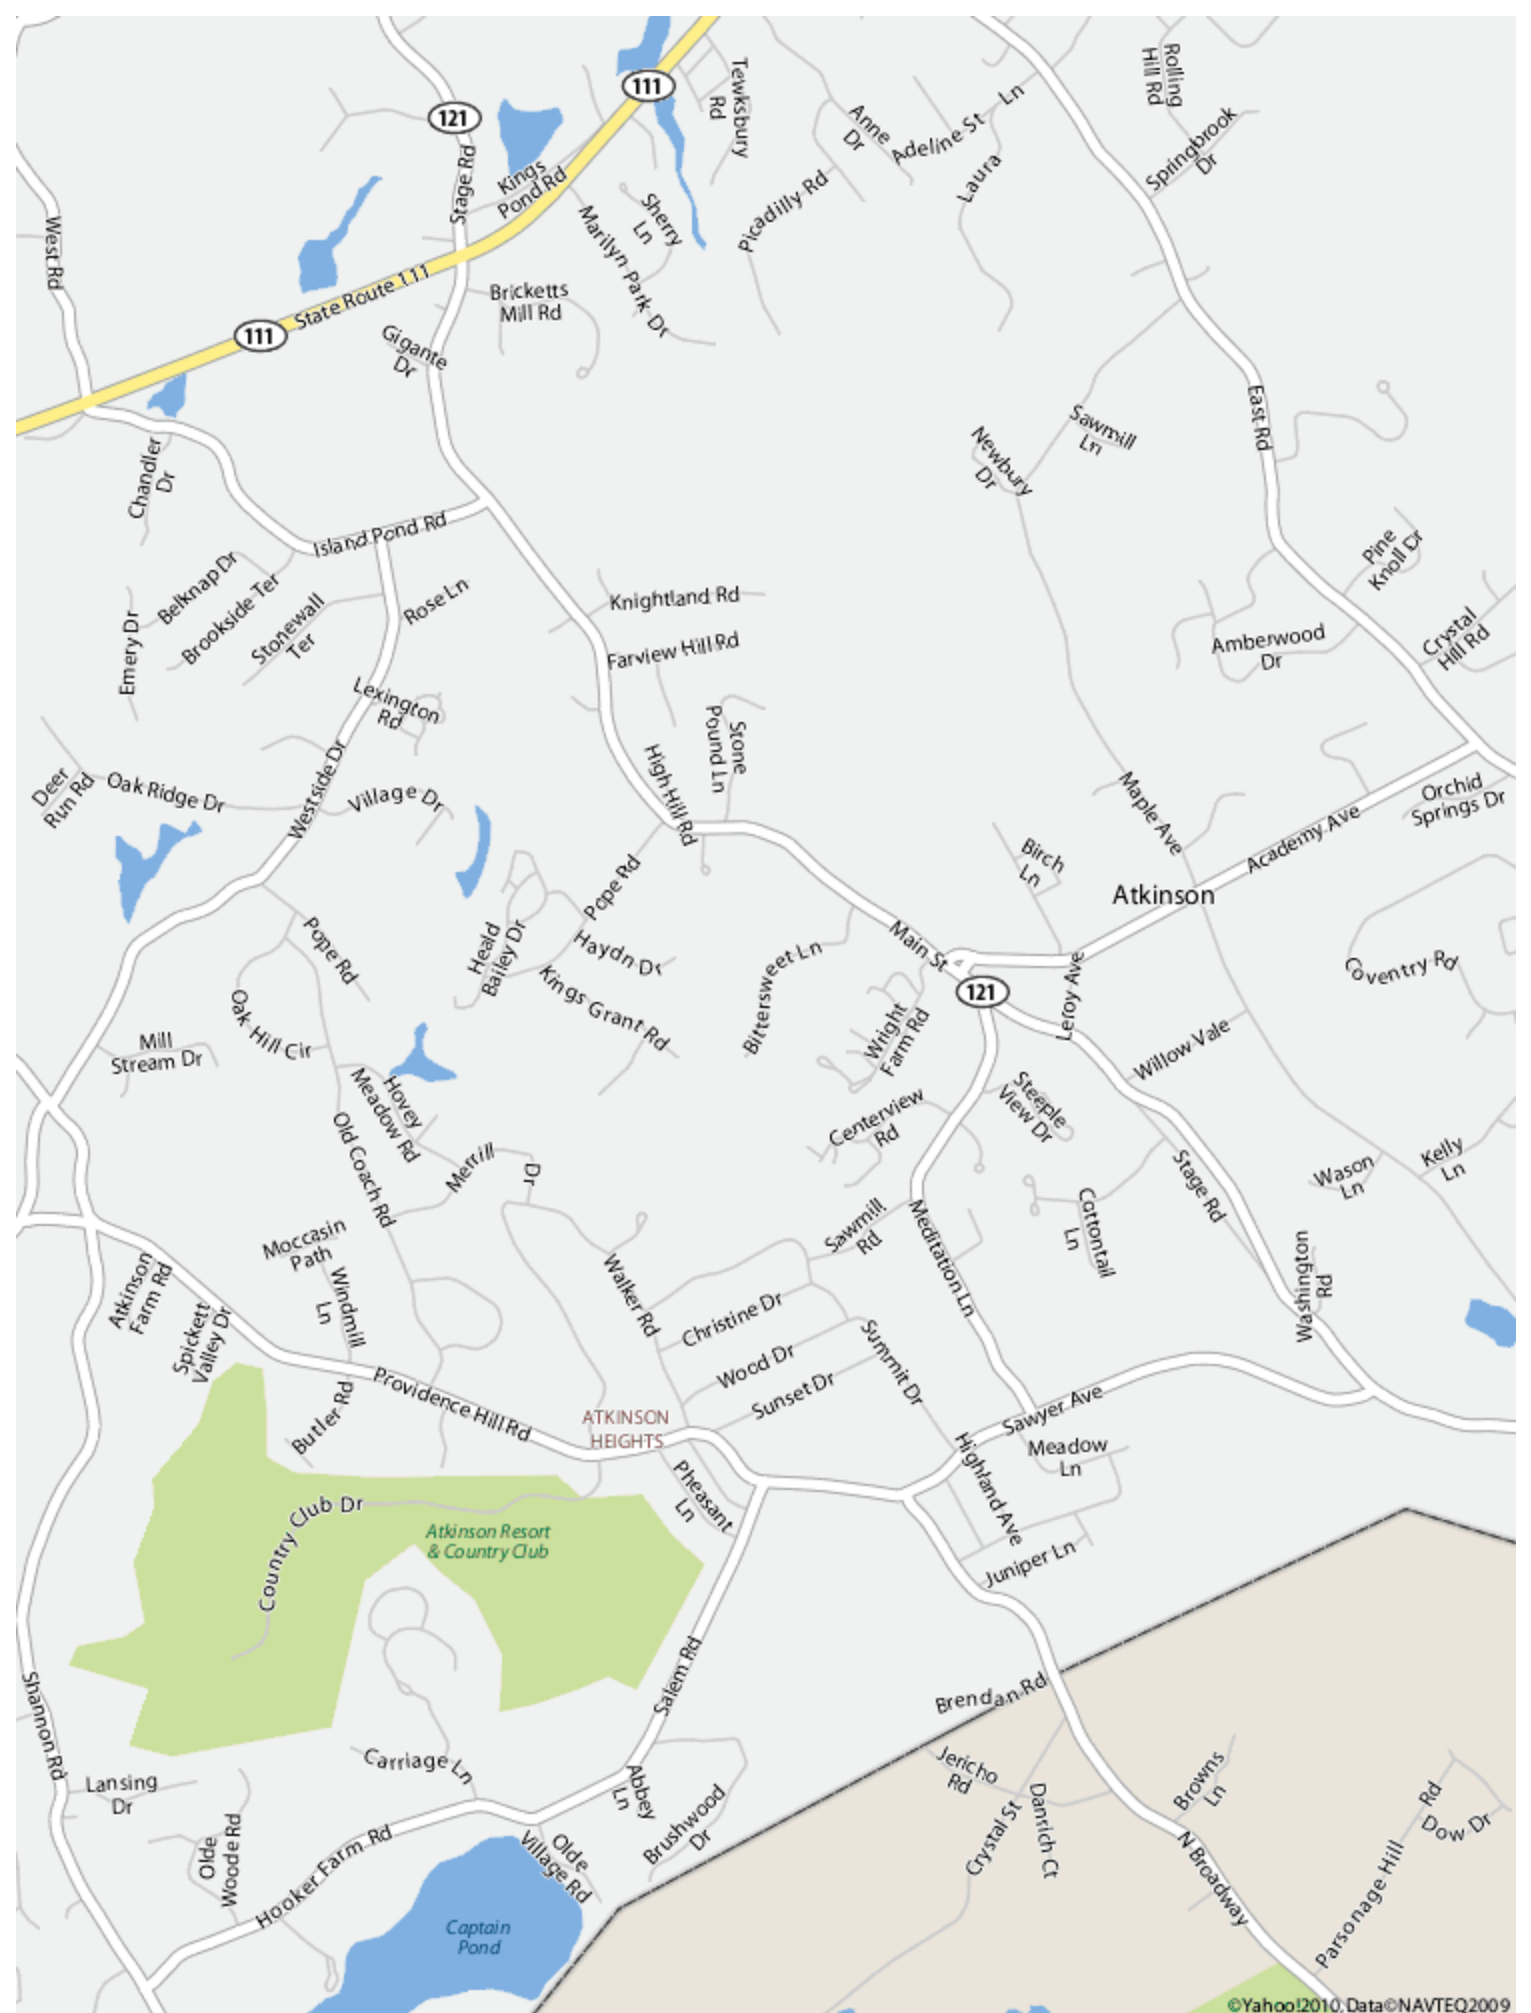 111
Tewksbury
Rd
121
Stage Rd
Kings
Pond Rd
Anne
Dr
Adeline St
Laura
Ln
Rolling
Hill Rd
Springbrook
Dr
West Rd
Sherry
Ln
Marilyn Park Dr
Picadilly Rd
State Route 111
111
Bricketts
Mill Rd
Gigante
Dr
East Rd
Sawmill
Ln
Newbury
Dr
Chandler
Dr
Island Pond Rd
Belknap Dr
Brookside Ter
Stonewall
Ter
Rose Ln
Emery Dr
Knightland Rd
Farview Hill Rd
Pine
Knoll Dr
Amberwood
Dr
Crystal
Hill Rd
Lexington
Rd
Stone
Pound Ln
High Hill Rd
Westside Dr
Deer
Run Rd
Oak Ridge Dr
Village Dr
Maple Ave
Orchid
Springs Dr
Academy Ave
Birch
Ln
Atkinson
Pope Rd
Pope Rd
Heald
Bailey Dr
Haydn Dr
Kings Grant Rd
Bittersweet Ln
Main St
121
Leroy Ave
Coventry Rd
Oak Hill Cir
Mill
Stream Dr
Wright
Farm Rd
Willow Vale
Hovey
Meadow Rd
Old Coach Rd
Merrill
Dr
Centerview
Rd
Steeple
View Dr
Stage Rd
Wason
Ln
Kelly
Ln
Moccasin
Path
Windmill
Ln
Atkinson
Farm Rd
Spickett
Valley Dr
Walker Rd
Sawmill
Rd
Meditation Ln
Cottontail
Ln
Washington
Rd
Christine Dr
Wood Dr
Sunset Dr
Summit Dr
Providence Hill Rd
Butler Rd
ATKINSON
HEIGHTS
Sawyer Ave
Meadow
Ln
Highland Ave
Pheasant
Ln
Country Club Dr
Atkinson Resort
& Country Club
Juniper Ln
Salem Rd
Shannon Rd
Brendan Rd
Carriage Ln
Lansing
Dr
Abbey
Ln
Brushwood
Dr
Jericho
Rd
Danrich Ct
Crystal St
Browns
Ln
N Broadway
Parsonage Hill
Rd
Dow Dr
Olde
Woode Rd
Hooker Farm Rd
Olde
Village Rd
Captain
Pond
©Yahoo!2010, Data©NAVTEQ2009